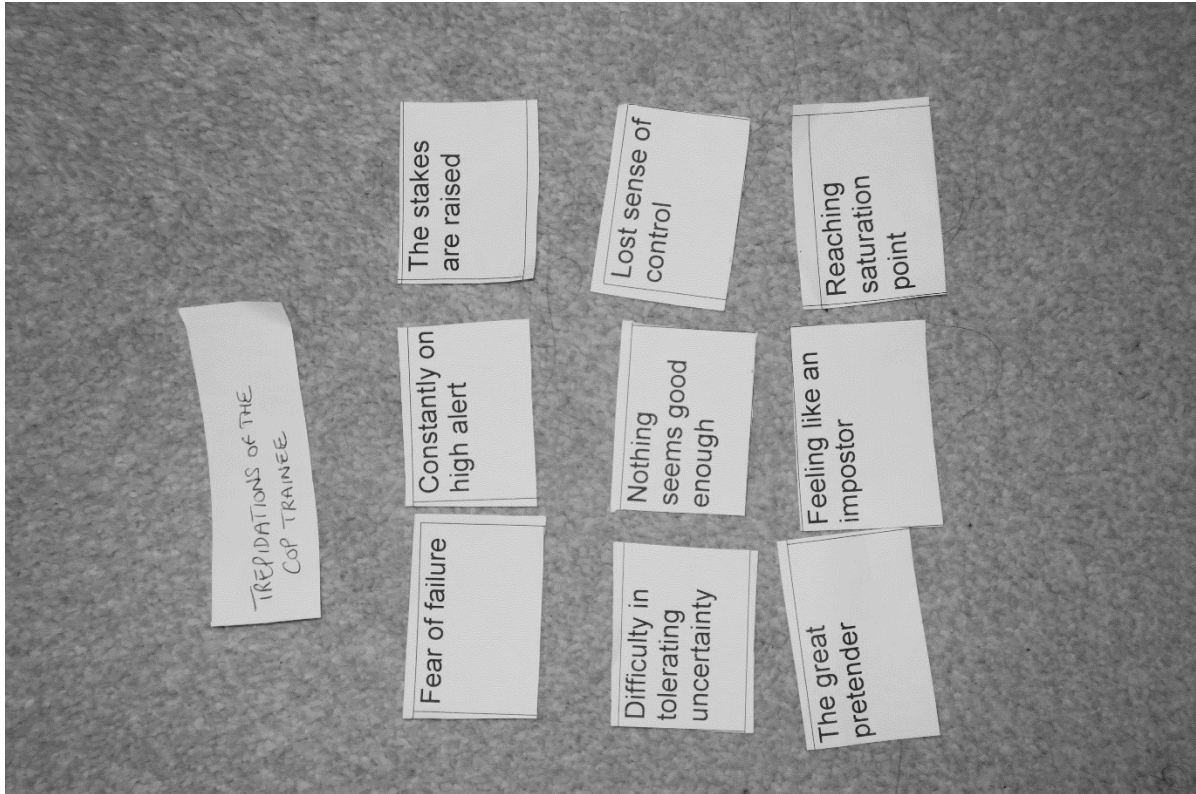 TREPIDATIONS OF THE
COP TRAINEE
Fear of failure
Constantly on
high alert
The stakes
are raised
Difficulty in
tolerating
uncertainty
Nothing
seems good
enough
Lost sense of
control
The great
pretender
Feeling like an
impostor
Reaching
saturation
point